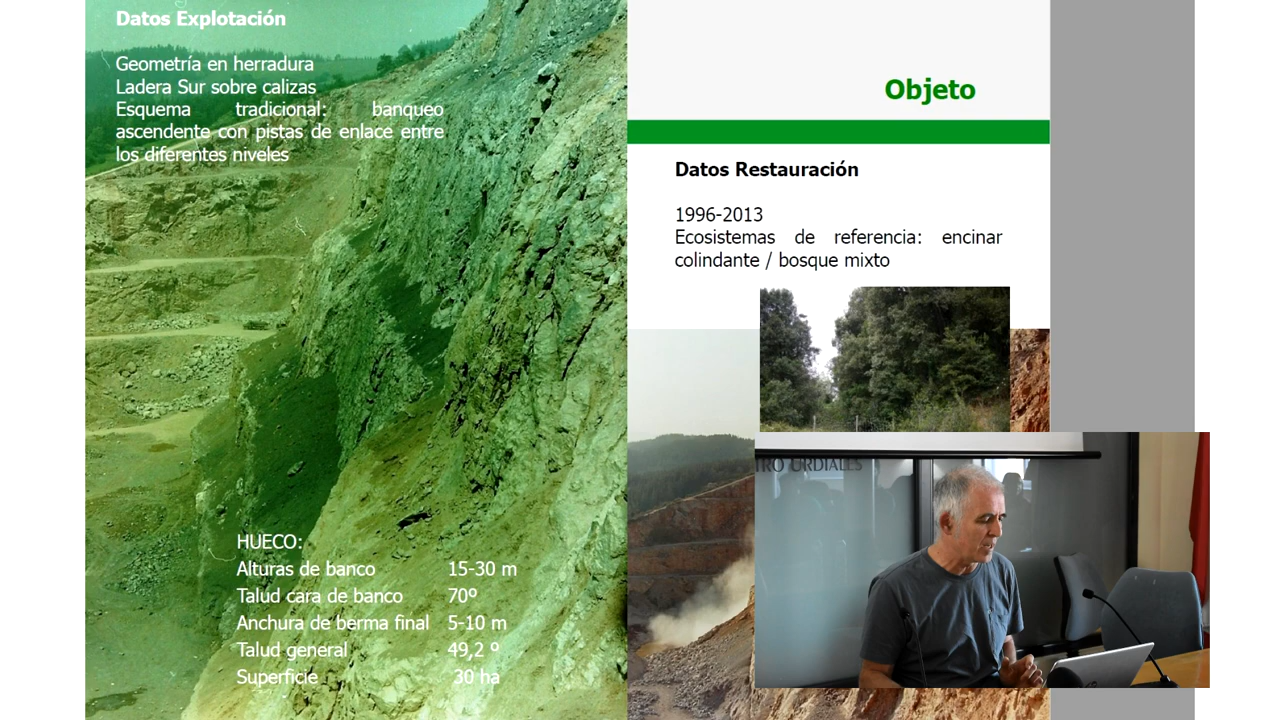 Datos Explotación
Geometría en herradura
Ladera Sur sobre calizas
Esquema tradicional: banqueo
ascendente con pistas de enlace entre
los diferentes niveles
HUECO:
Alturas de banco 15-30 m
Talud cara de banco 70º
Anchura de berma final 5-10 m
Talud general 49,2 º
Superficie 30 ha
Objeto
Datos Restauración
1996-2013
Ecosistemas de referencia: encinar
colindante / bosque mixto
TRO URDIALES